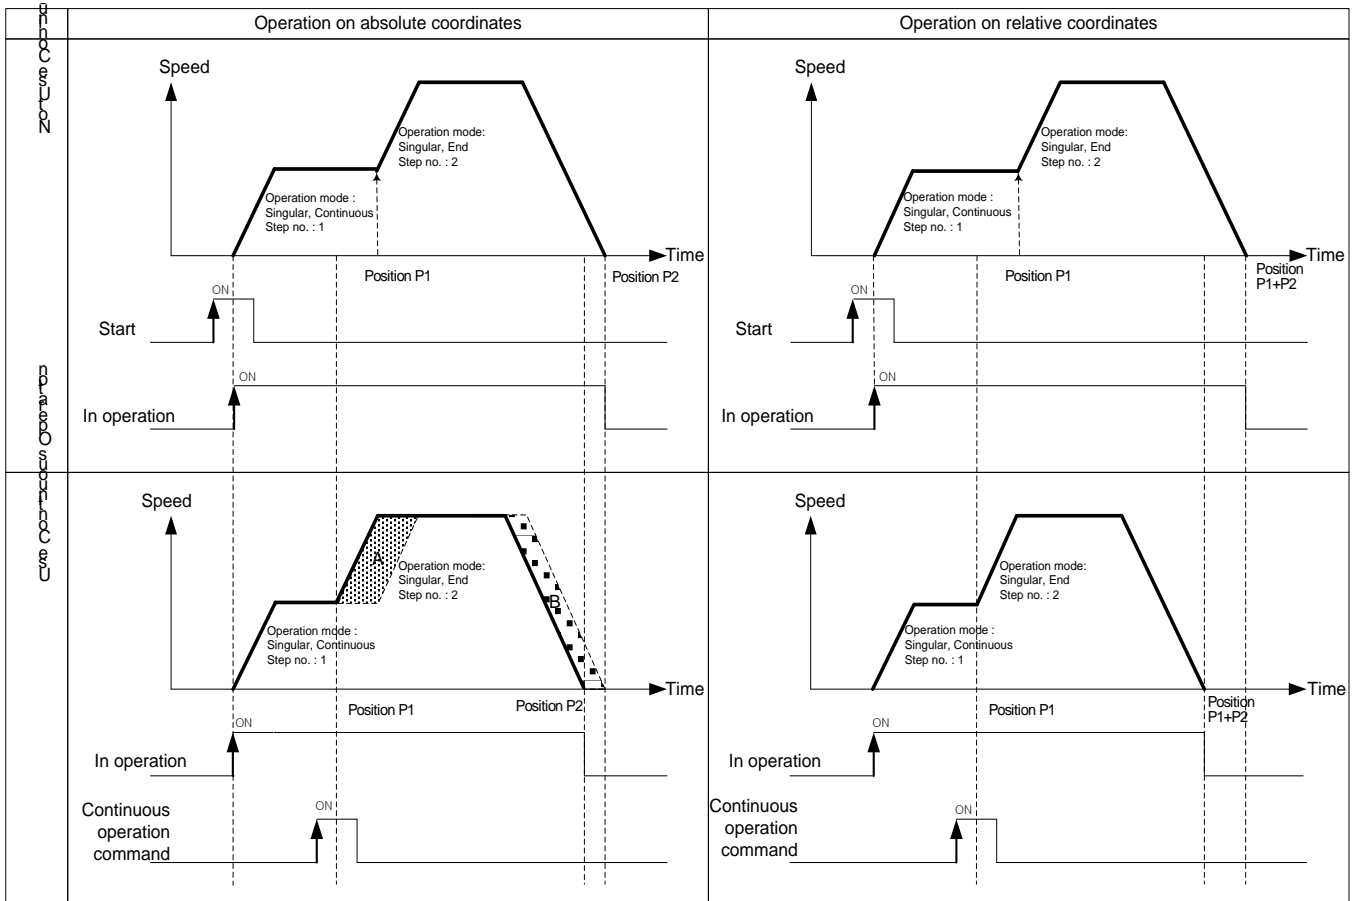 Operation on absolute coordinates
Operation on relative coordinates
Speed
Operation mode:
Singular, End
Step no. : 2
Operation mode :
Singular, Continuous
Step no. : 1
Time
Position P1
Position P2
ON
Start
ON
In operation
Speed
Operation mode:
Singular, End
Step no. : 2
Operation mode :
Singular, Continuous
Step no. : 1
Time
Position P1
Position
P1+P2
ON
Start
ON
In operation
Speed
A
Operation mode:
Singular, End
Step no. : 2
B
Operation mode :
Singular, Continuous
Step no. : 1
Time
Position P1
Position P2
ON
In operation
ON
Continuous
operation
command
Speed
Operation mode:
Singular, End
Step no. : 2
Operation mode :
Singular, Continuous
Step no. : 1
Time
Position P1
Position
P1+P2
ON
In operation
ON
Continuous
operation
command